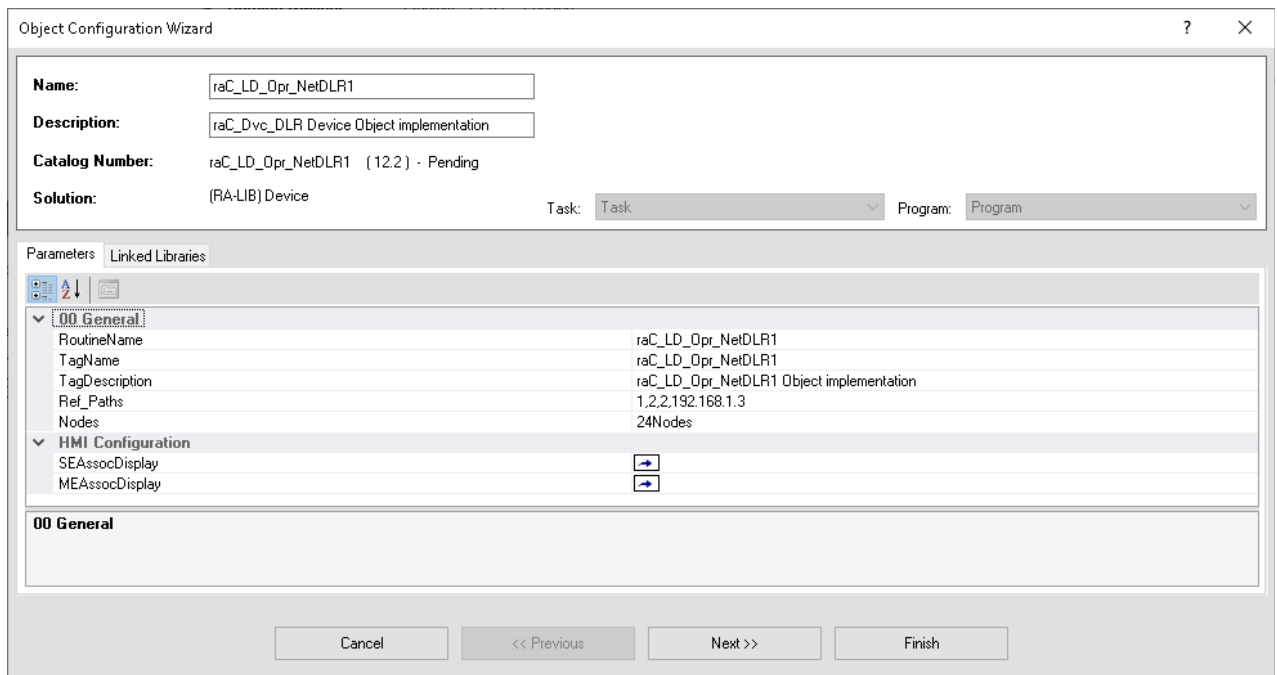 Object Configuration Wizard ? ×
Name: raC_LD_Opr_NetDLR1
Description: raC_Dvc_DLR Device Object implementation
Catalog Number: raC_LD_Opr_NetDLR1 ( 12.2 ) - Pending
Solution: (RA-LIB) Device
Task: Task Program: Program
Parameters Linked Libraries
00 General
RoutineName raC_LD_Opr_NetDLR1
TagName raC_LD_Opr_NetDLR1
TagDescription raC_LD_Opr_NetDLR1 Object implementation
Ref_Paths 1,2,2,192.168.1.3
Nodes 24Nodes
HMI Configuration
SEAssocDisplay
MEAssocDisplay
00 General
Cancel << Previous Next >> Finish